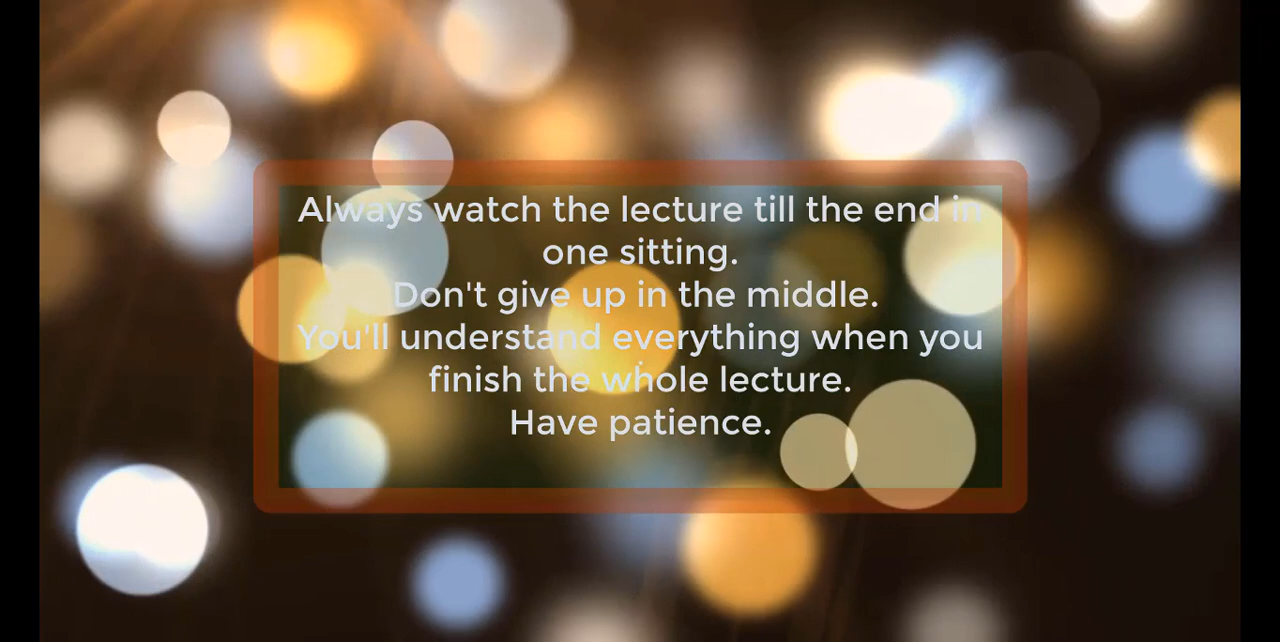 Always watch the lecture till the end in
one sitting.
Don't give up in the middle.
You'll understand everything when you
finish the whole lecture.
Have patience.